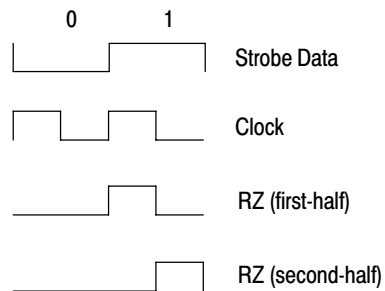 0 1
Strobe Data
Clock
RZ (first-half)
RZ (second-half)